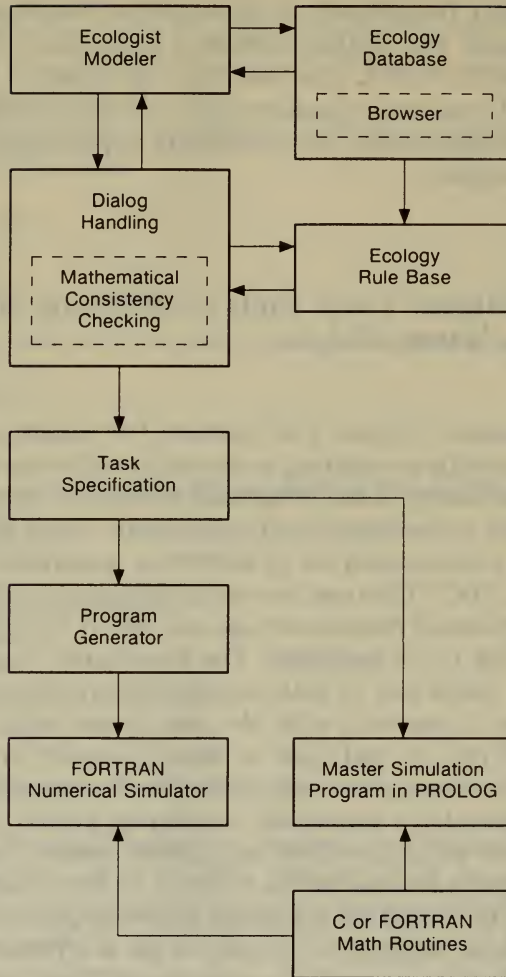 Ecologist
Modeler
Ecology
Database
Browser
Dialog
Handling
Mathematical
Consistency
Checking
Ecology
Rule Base
Task
Specification
Program
Generator
FORTRAN
Numerical Simulator
Master Simulation
Program in PROLOG
C or FORTRAN
Math Routines